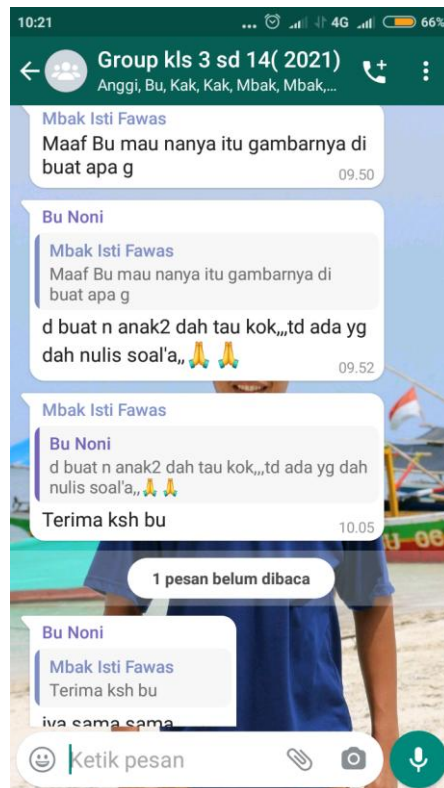 10:21
... 4G 66%
Group kls 3 sd 14( 2021)
Anggi, Bu, Kak, Kak, Mbak, Mbak,...
Mbak Isti Fawas
Maaf Bu mau nanya itu gambarnya di
buat apa g
09.50
Bu Noni
Mbak Isti Fawas
Maaf Bu mau nanya itu gambarnya di
buat apa g
d buat n anak2 dah tau kok,,,td ada yg
dah nulis soal'a,, 🙏 🙏
09.52
Mbak Isti Fawas
Bu Noni
d buat n anak2 dah tau kok,,,td ada yg dah
nulis soal'a,, 🙏 🙏
Terima ksh bu
10.05
1 pesan belum dibaca
Bu Noni
Mbak Isti Fawas
Terima ksh bu
iya sama sama
Ketik pesan